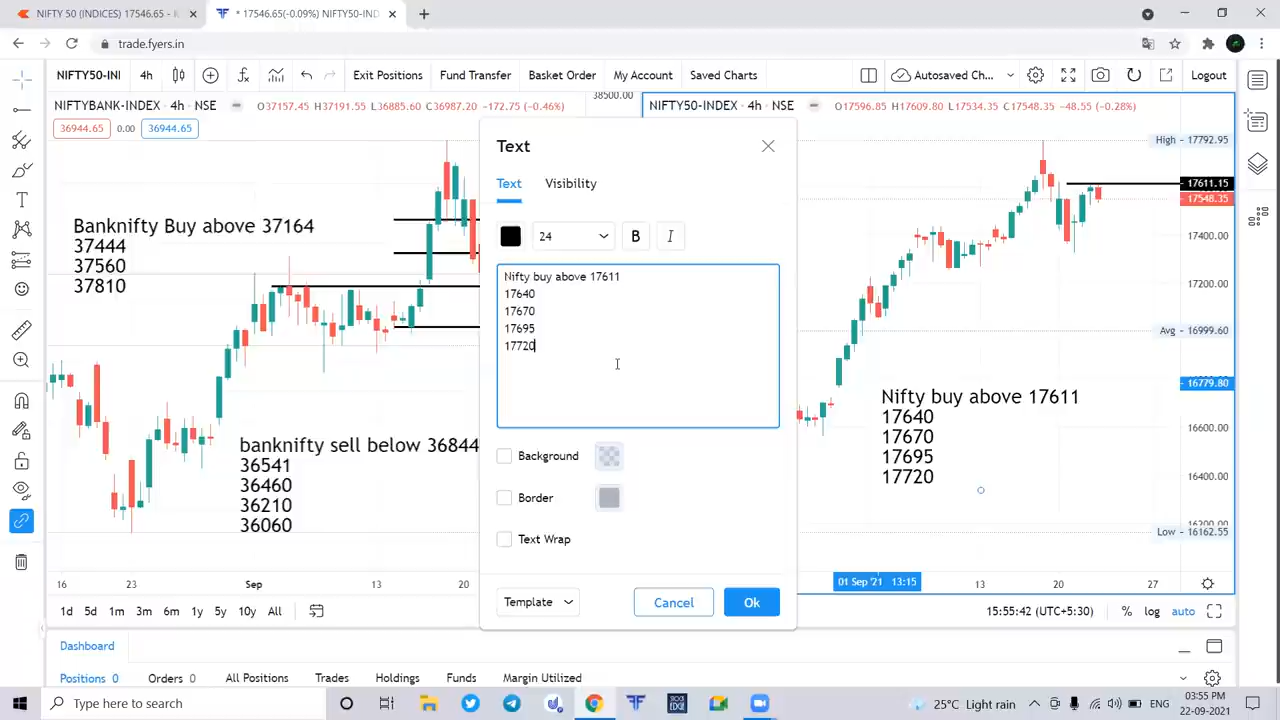 NIFTY 50 (INDICES) 17546.65 - K
* 17546.65(-0.09%) NIFTY50-IND
trade.fyers.in
NIFTY50-INI
4h
Exit Positions
Fund Transfer
Basket Order
My Account
Saved Charts
Autosaved Ch...
Logout
NIFTYBANK-INDEX · 4h · NSE
O37157.45 H37191.55 L36885.60 C36987.20 -172.75 (-0.46%)
38500.00
NIFTY50-INDEX · 4h · NSE
O17596.85 H17609.80 L17534.35 C17548.35 -48.55 (-0.28%)
36944.65
0.00
36944.65
High - 17792.95
17611.15
17548.35
17400.00
17200.00
Avg - 16999.60
16779.80
16600.00
16400.00
16200.00
Low - 16162.55
Banknifty Buy above 37164
37444
37560
37810
banknifty sell below 36844
36541
36460
36210
36060
Text
Text
Visibility
24
B
I
Nifty buy above 17611
17640
17670
17695
17720
Background
Border
Text Wrap
Template
Cancel
Ok
Nifty buy above 17611
17640
17670
17695
17720
16
23
Sep
13
20
01 Sep '21 13:15
13
20
27
1d
5d
1m
3m
6m
1y
5y
10y
All
15:55:42 (UTC+5:30)
%
log
auto
Dashboard
Positions 0
Orders 0
All Positions
Trades
Holdings
Funds
Margin Utilized
Type here to search
25°C Light rain
ENG
03:55 PM
22-09-2021